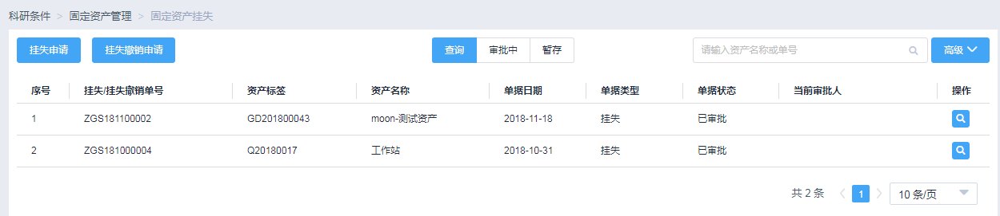 科研条件 > 固定资产管理 > 固定资产挂失
挂失申请 挂失撤销申请 查询 审批中 暂存 请输入资产名称或单号 高级
序号 挂失/挂失撤销单号 资产标签 资产名称 单据日期 单据类型 单据状态 当前审批人 操作
1 ZGS181100002 GD201800043 moon-测试资产 2018-11-18 挂失 已审批
2 ZGS181000004 Q20180017 工作站 2018-10-31 挂失 已审批
共 2 条 1 10 条/页